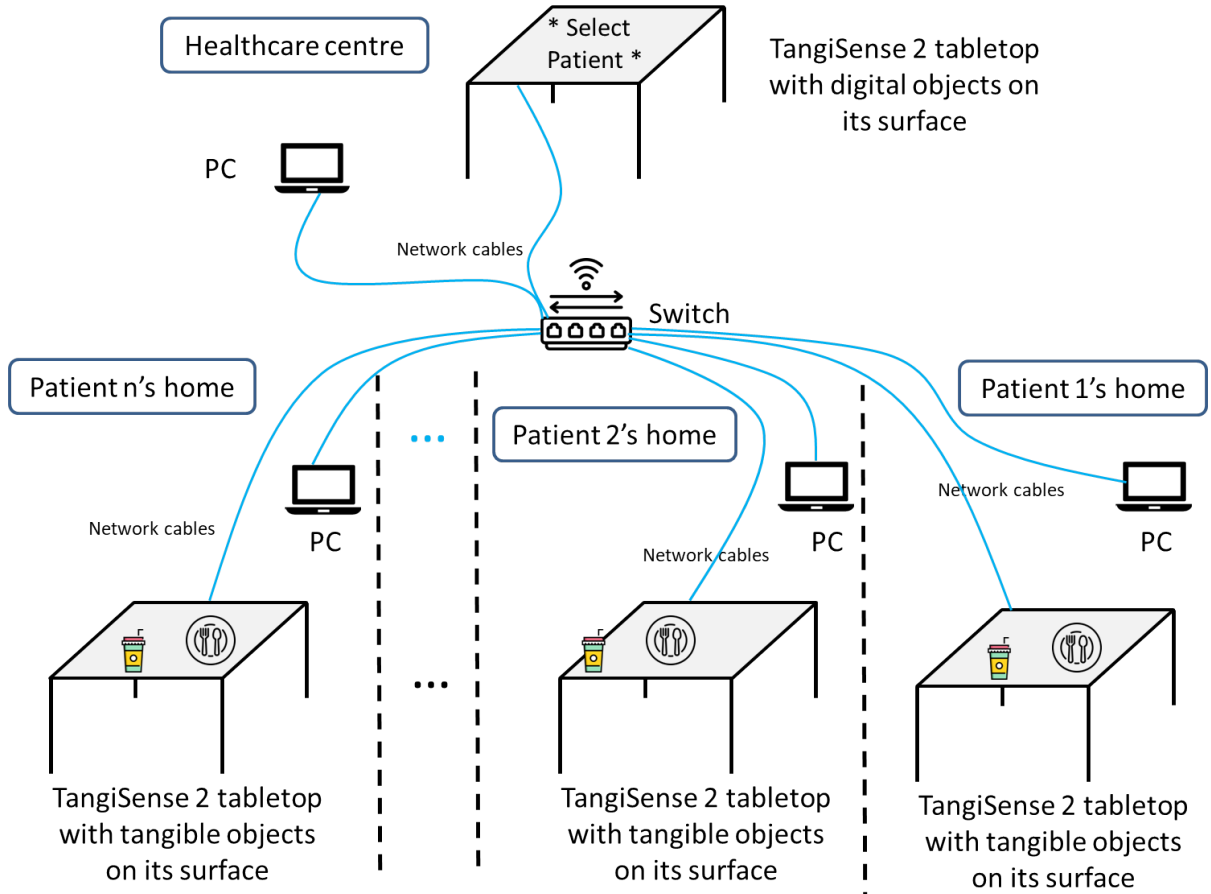 Healthcare centre
* Select
Patient *
TangiSense 2 tabletop
with digital objects on
its surface
PC
Network cables
Switch
Patient n's home
...
Patient 2's home
Patient 1's home
Network cables
PC
Network cables
PC
Network cables
PC
...
TangiSense 2 tabletop
with tangible objects
on its surface
TangiSense 2 tabletop
with tangible objects
on its surface
TangiSense 2 tabletop
with tangible objects
on its surface